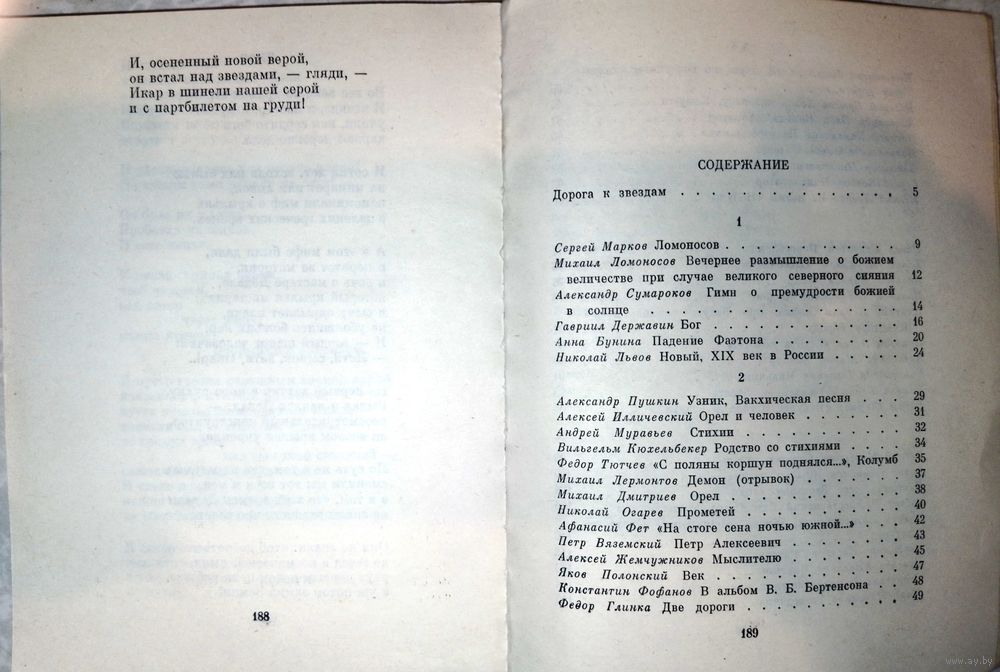 И, осененный новой верой,
он встал над звездами, — гляди, —
Икар в шинели нашей серой
и с партбилетом на груди!
188
СОДЕРЖАНИЕ
Дорога к звездам . . . . . . . . . . . . . . . 5
1
Сергей Марков Ломоносов . . . . . . . . . . . . 9
Михаил Ломоносов Вечернее размышление о божием
величестве при случае великого северного сияния 12
Александр Сумароков Гимн о премудрости божией
в солнце . . . . . . . . . . . . . . 14
Гавриил Державин Бог . . . . . . . . . . . . . 16
Анна Бунина Падение Фаэтона . . . . . . . . . . 20
Николай Львов Новый, XIX век в России . . . . . . 24
2
Александр Пушкин Узник, Вакхическая песня . . . 29
Алексей Илличевский Орел и человек . . . . . . . 31
Андрей Муравьев Стихии . . . . . . . . . . . 32
Вильгельм Кюхельбекер Родство со стихиями . . . . 34
Федор Тютчев «С поляны коршун поднялся...», Колумб 35
Михаил Лермонтов Демон (отрывок) . . . . . . . 37
Михаил Дмитриев Орел . . . . . . . . . . . . 38
Николай Огарев Прометей . . . . . . . . . . . 40
Афанасий Фет «На стоге сена ночью южной...» . . . 42
Петр Вяземский Петр Алексеевич . . . . . . . . 43
Алексей Жемчужников Мыслителю . . . . . . . . 45
Яков Полонский Век . . . . . . . . . . . . . 47
Константин Фофанов В альбом В. Б. Бертенсона . . 48
Федор Глинка Две дороги . . . . . . . . . . . 49
189
www.ay.by